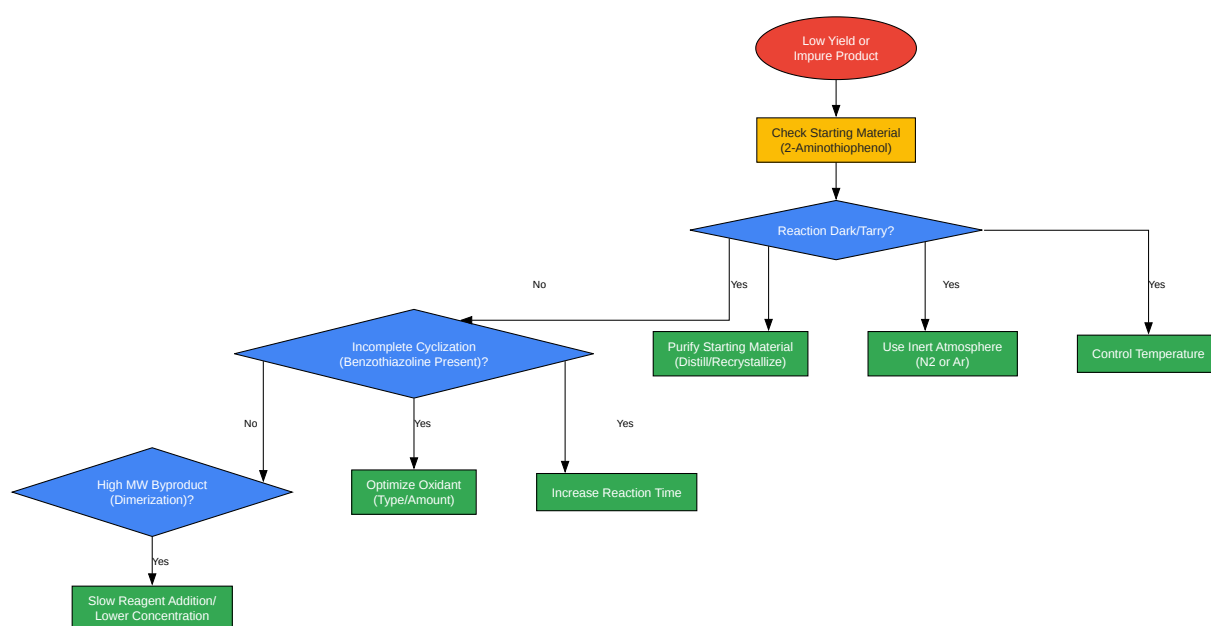 Low Yield or
Impure Product
Check Starting Material
(2-Aminothiophenol)
Reaction Dark/Tarry?
No
Yes
Yes
Yes
Incomplete Cyclization
(Benzothiazoline Present)?
Purify Starting Material
(Distill/Recrystallize)
Use Inert Atmosphere
(N2 or Ar)
Control Temperature
No
Yes
Yes
High MW Byproduct
(Dimerization)?
Optimize Oxidant
(Type/Amount)
Increase Reaction Time
Yes
Slow Reagent Addition/
Lower Concentration